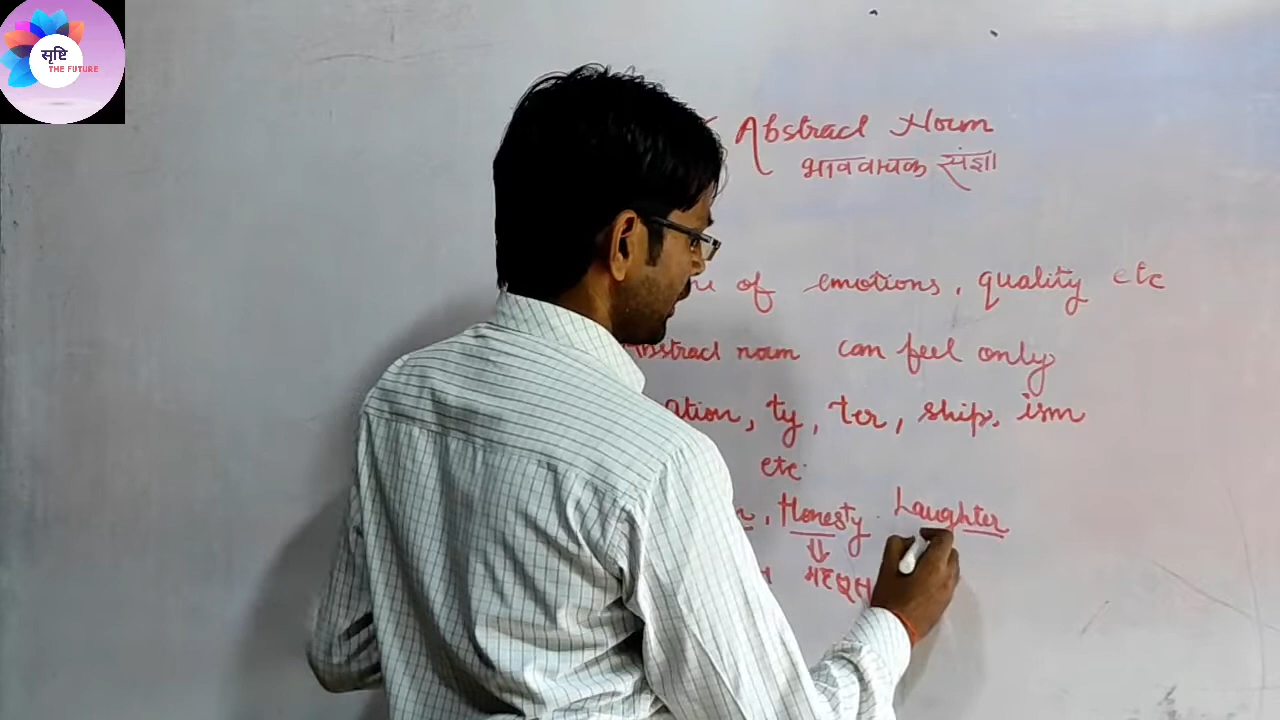 सृष्टि
THE FUTURE
Abstract Noun
भाववाचक संज्ञा
of emotions, quality etc
Abstract noun can feel only
ation, ty, ter, ship, ism
etc.
Honesty Laughter